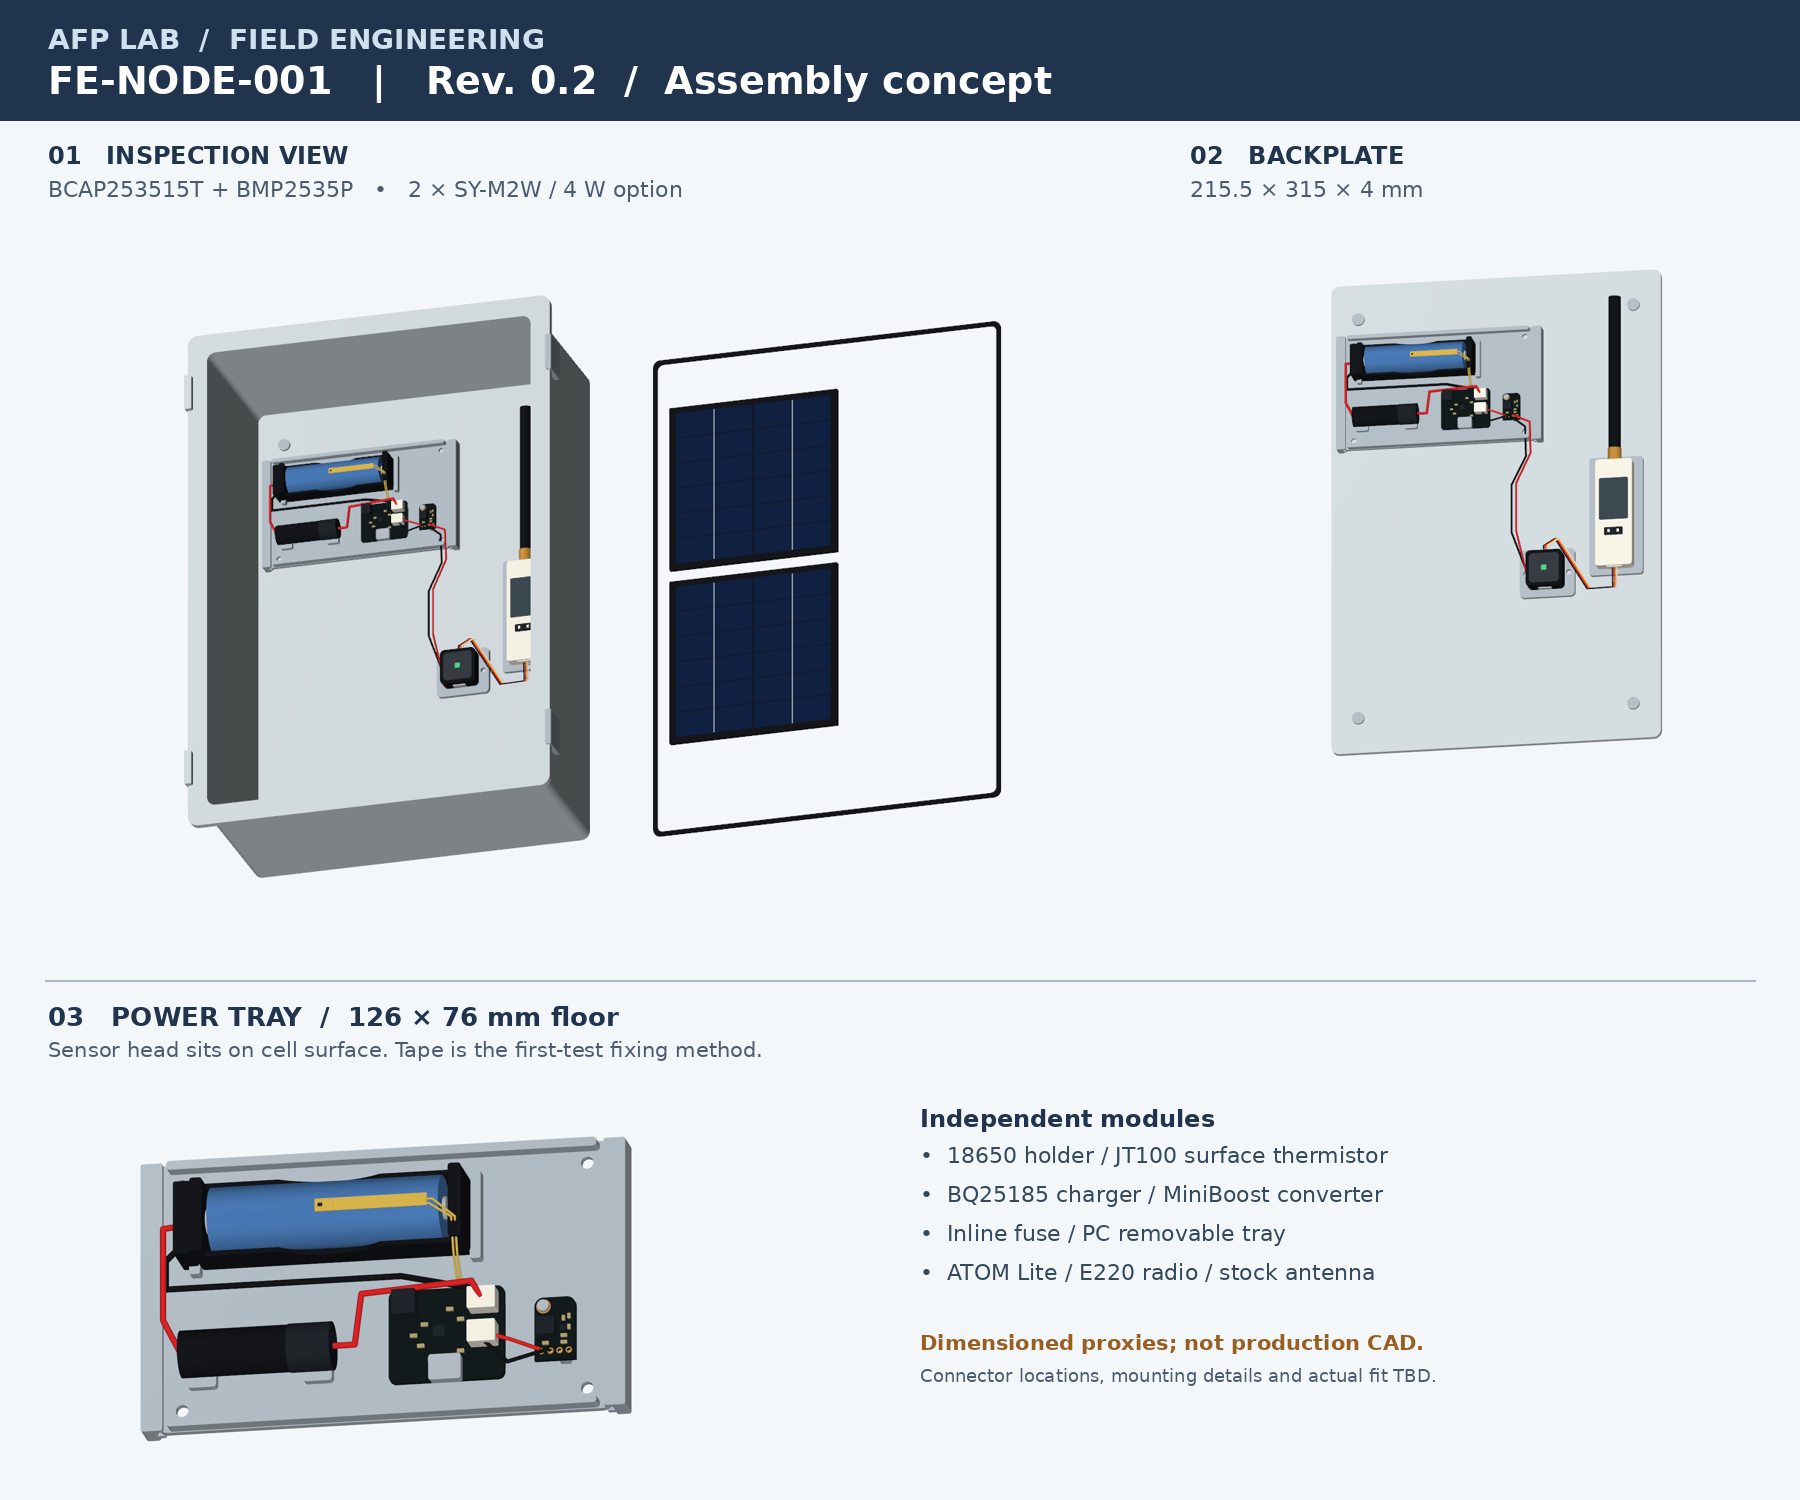 AFP LAB / FIELD ENGINEERING
FE-NODE-001 | Rev. 0.2 / Assembly concept
01 INSPECTION VIEW
BCAP253515T + BMP2535P • 2 × SY-M2W / 4 W option
02 BACKPLATE
215.5 × 315 × 4 mm
03 POWER TRAY / 126 × 76 mm floor
Sensor head sits on cell surface. Tape is the first-test fixing method.
Independent modules
• 18650 holder / JT100 surface thermistor
• BQ25185 charger / MiniBoost converter
• Inline fuse / PC removable tray
• ATOM Lite / E220 radio / stock antenna
Dimensioned proxies; not production CAD.
Connector locations, mounting details and actual fit TBD.